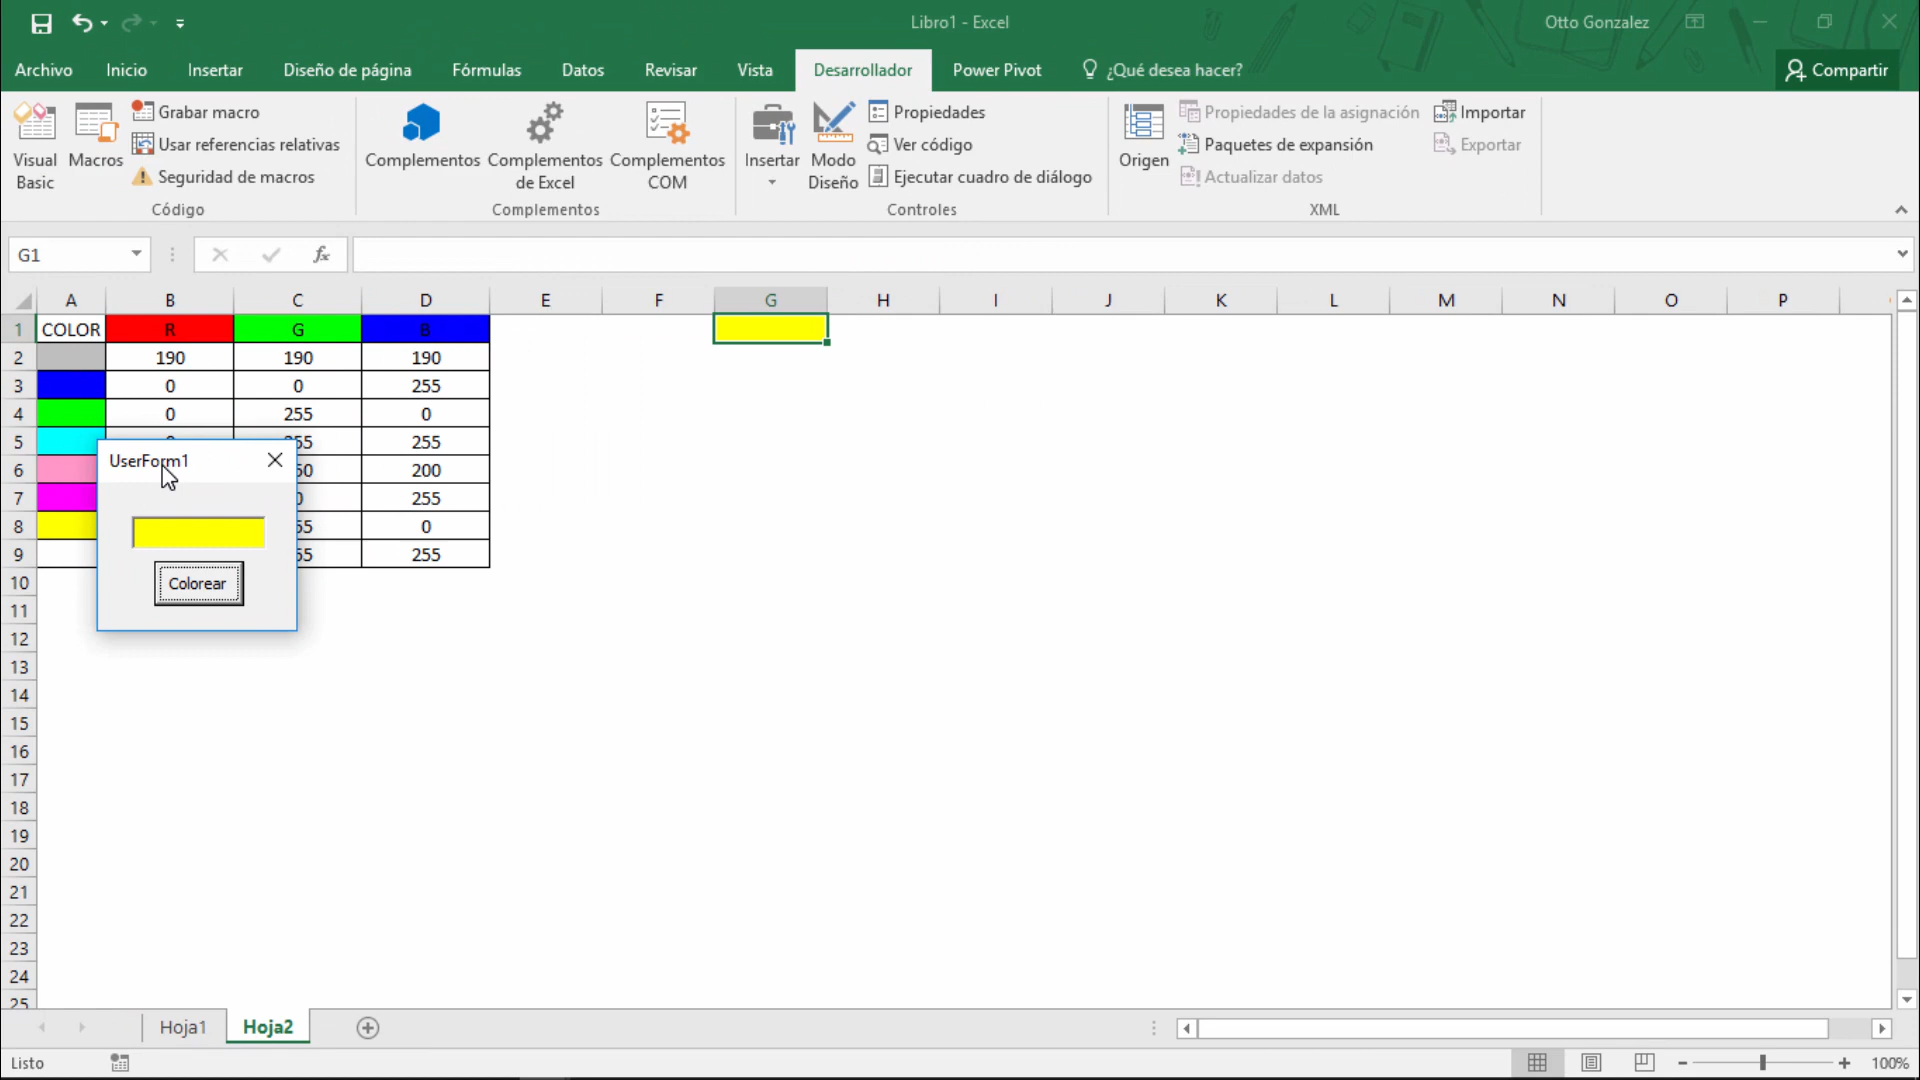 Libro1 - Excel
Otto Gonzalez
Archivo Inicio Insertar Diseño de página Fórmulas Datos Revisar Vista Desarrollador Power Pivot ¿Qué desea hacer? Compartir
Visual Basic
Macros
Grabar macro
Usar referencias relativas
Seguridad de macros
Código
Complementos
Complementos de Excel
Complementos COM
Complementos
Insertar
Modo Diseño
Propiedades
Ver código
Ejecutar cuadro de diálogo
Controles
Origen
Propiedades de la asignación
Paquetes de expansión
Actualizar datos
Importar
Exportar
XML
G1
fx
A B C D E F G H I J K L M N O P
1 COLOR R G B
2 190 190 190
3 0 0 255
4 0 255 0
5 255
6 200
7 255
8 0
9 255
10
11
12
13
14
15
16
17
18
19
20
21
22
23
24
25
UserForm1
Colorear
Hoja1 Hoja2
Listo
100%